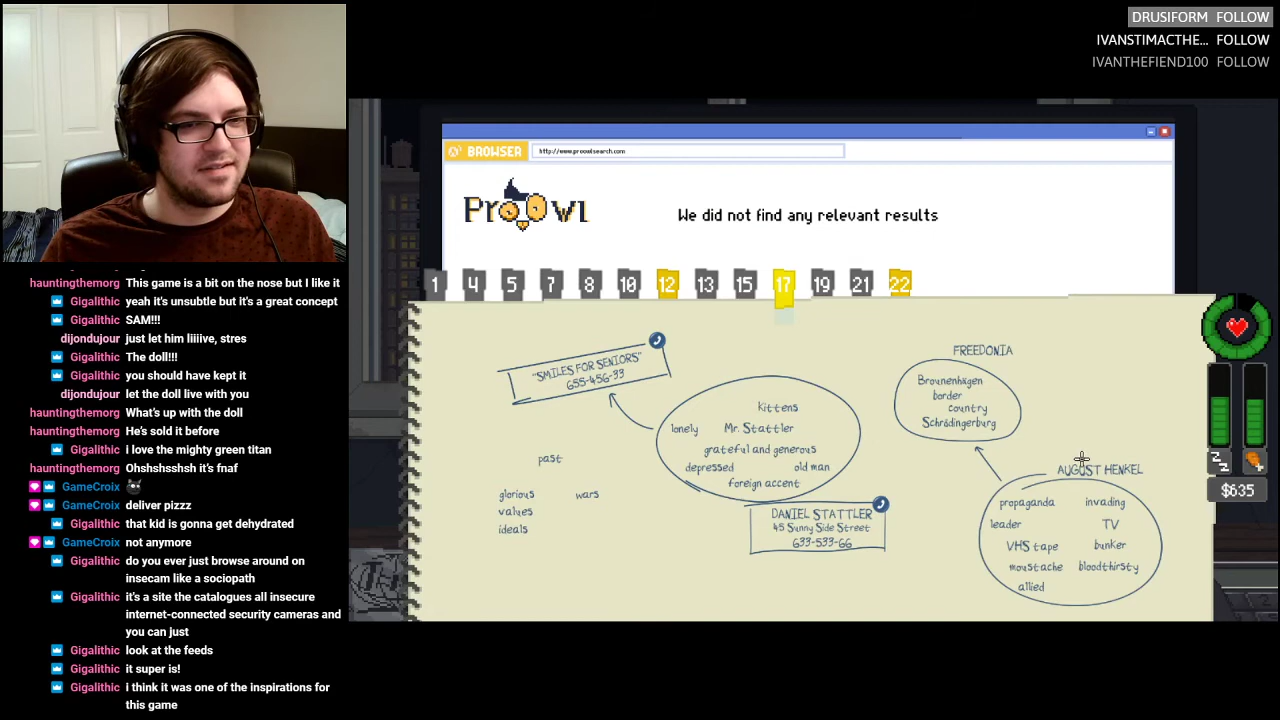 DRUSIFORM FOLLOW
IVANSTIMACTHE... FOLLOW
IVANTHEFIEND100 FOLLOW
BROWSER
http://www.proowlsearch.com
PrOOwl
We did not find any relevant results
1 4 5 7 8 10 12 13 15 17 19 21 22
"SMILES FOR SENIORS"
655-456-33
kittens
lonely Mr. Stattler
grateful and generous
depressed old man
foreign accent
past
glorious wars
values
ideals
DANIEL STATTLER
45 Sunny Side Street
633-533-66
FREEDONIA
Braunenhägen
border
country
Schrödingerburg
AUGUST HENKEL
propaganda invading
leader TV
VHS tape bunker
moustache bloodthirsty
allied
$635
hauntingthemorg This game is a bit on the nose but I like it
Gigalithic yeah it's unsubtle but it's a great concept
Gigalithic SAM!!!
dijondujour just let him liiiive, stres
Gigalithic The doll!!!
Gigalithic you should have kept it
dijondujour let the doll live with you
hauntingthemorg What's up with the doll
hauntingthemorg He's sold it before
Gigalithic i love the mighty green titan
hauntingthemorg Ohshshsshsh it's fnaf
GameCroix
GameCroix deliver pizzz
Gigalithic that kid is gonna get dehydrated
GameCroix not anymore
Gigalithic do you ever just browse around on
insecam like a sociopath
Gigalithic it's a site the catalogues all insecure
internet-connected security cameras and
you can just
Gigalithic look at the feeds
Gigalithic it super is!
Gigalithic i think it was one of the inspirations for
this game